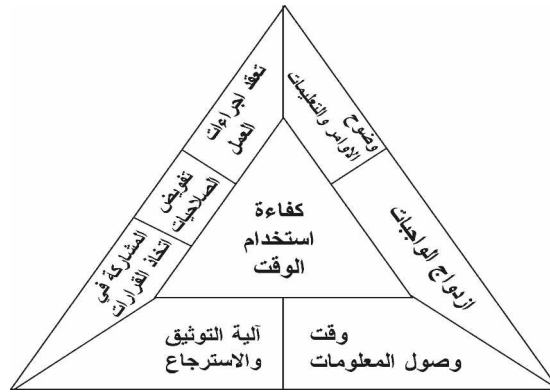 وضوح
الاوامر والتعليمات
ازدواج الواجبات
تعقد اجراءات
العمل
تفويض
الصلاحيات
المشاركة في
اتخاذ القرارات
كفاءة
استخدام
الوقت
وقت
وصول المعلومات
آلية التوثيق
والاسترجاع